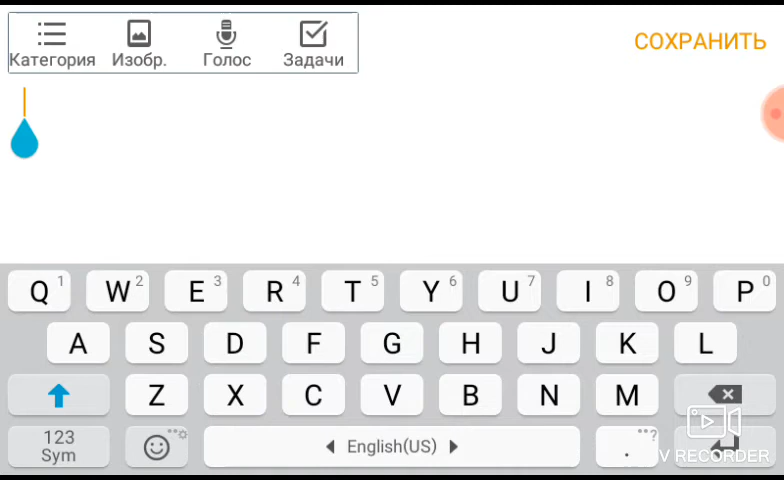 Категория Изобр. Голос Задачи
СОХРАНИТЬ
Q 1 W 2 E 3 R 4 T 5 Y 6 U 7 I 8 O 9 P 0
A S D F G H J K L
Z X C V B N M
123
Sym
English(US)
. ?
V RECORDER